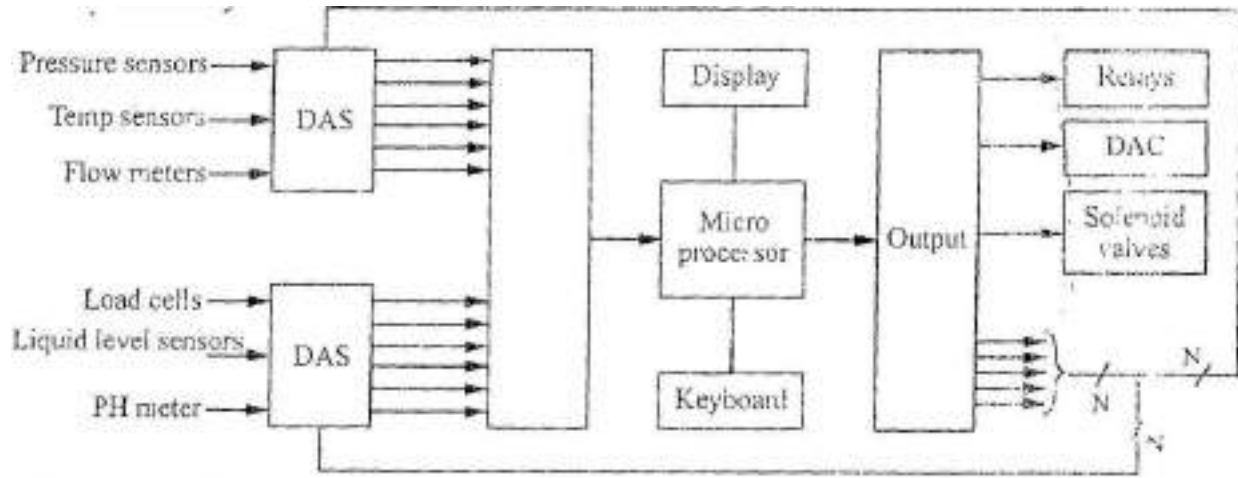 Pressure sensors
Temp sensors
Flow meters
DAS
Load cells
Liquid level sensors
PH meter
DAS
Display
Micro
processor
Keyboard
Output
Relays
DAC
Solenoid
valves
N
N
N